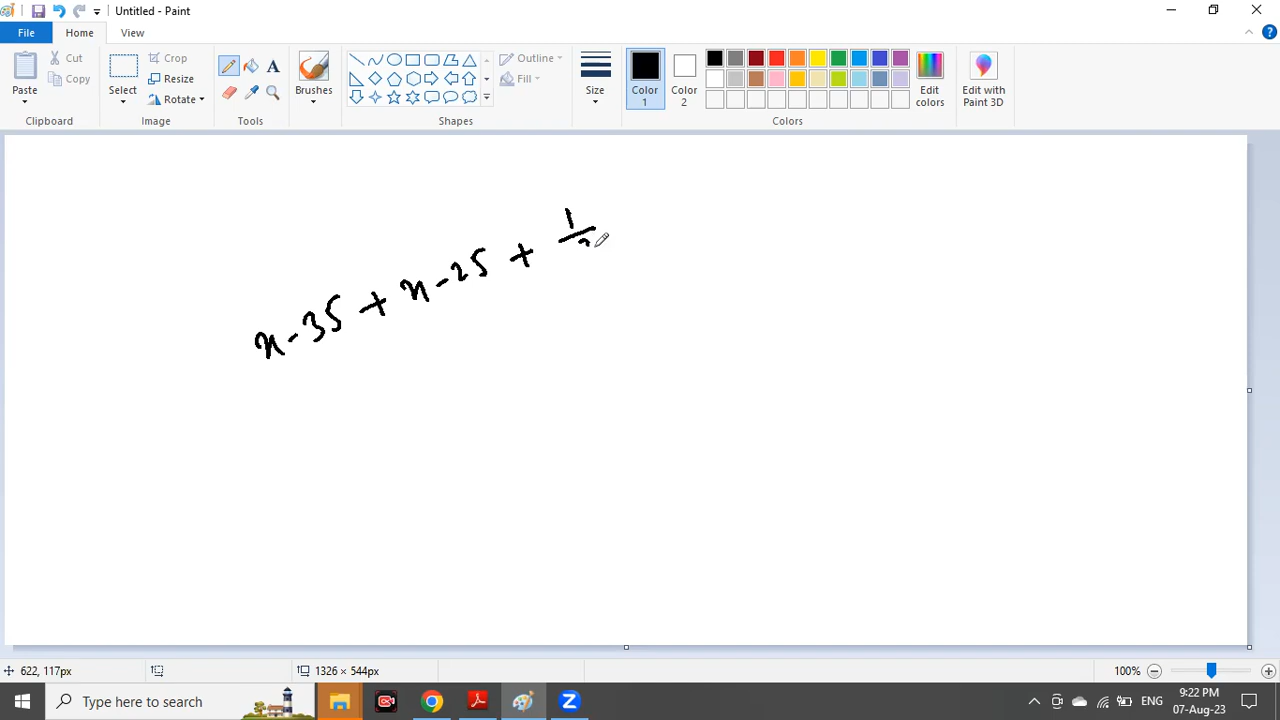 Untitled - Paint
File Home View
Paste
Cut
Copy
Clipboard
Select
Crop
Resize
Rotate
Image
Tools
Brushes
Shapes
Outline
Fill
Size
Color 1
Color 2
Edit colors
Colors
Edit with Paint 3D
x - 35 + x - 25 + 1/2
622, 117px
1326 × 544px
100%
Type here to search
ENG
9:22 PM
07-Aug-23